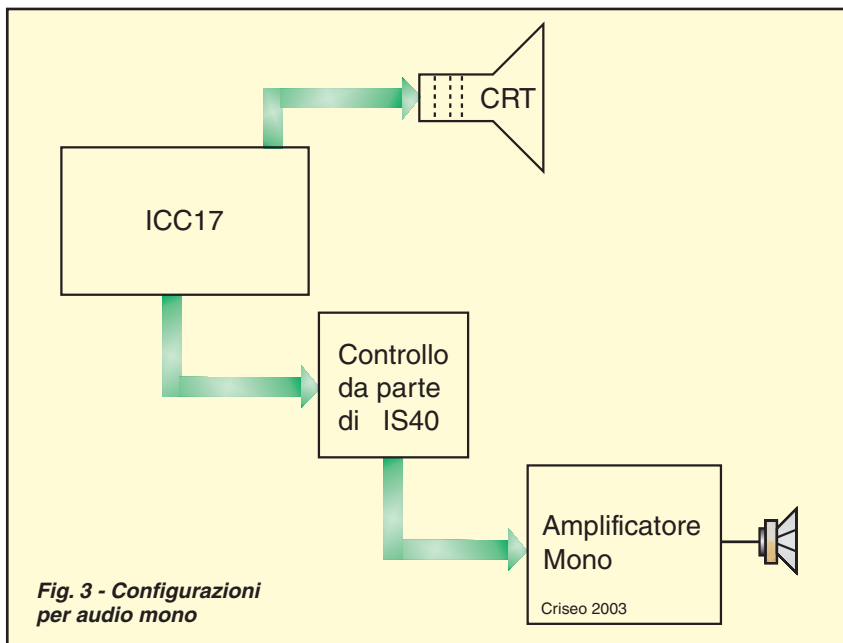 CRT
ICC17
Controllo
da parte
di IS40
Amplificatore
Mono
Criseo 2003
Fig. 3 - Configurazioni
per audio mono